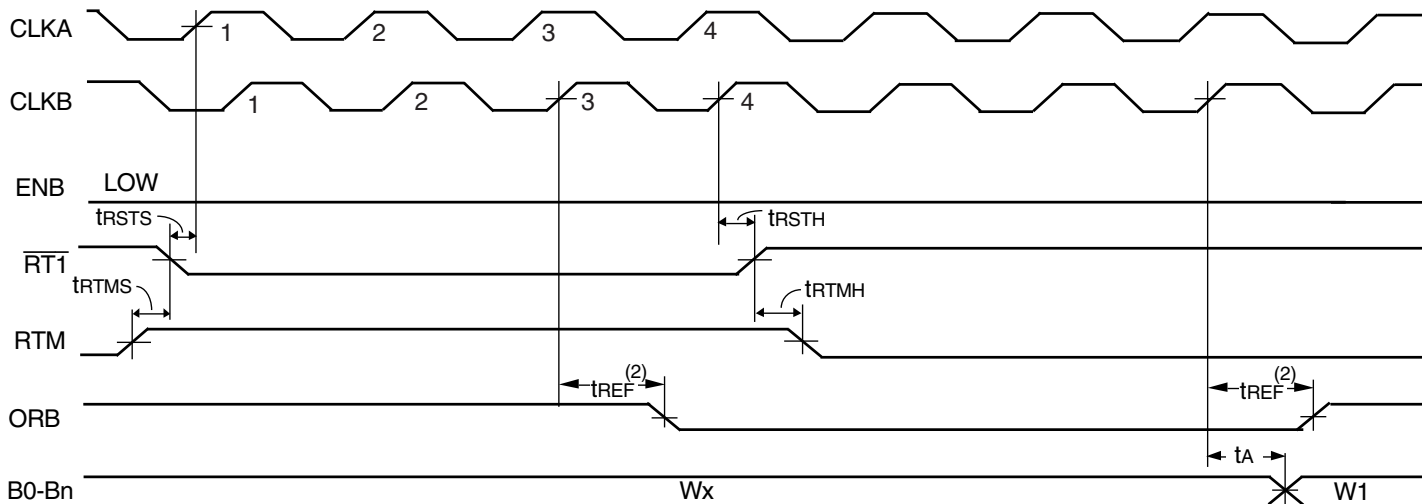 CLKA 1 2 3 4
CLKB 1 2 3 4
ENB LOW
tRSTS tRSTH
RT1
tRTMS tRTMH
RTM
tREF(2) tREF(2)
ORB
tA
B0-Bn Wx W1